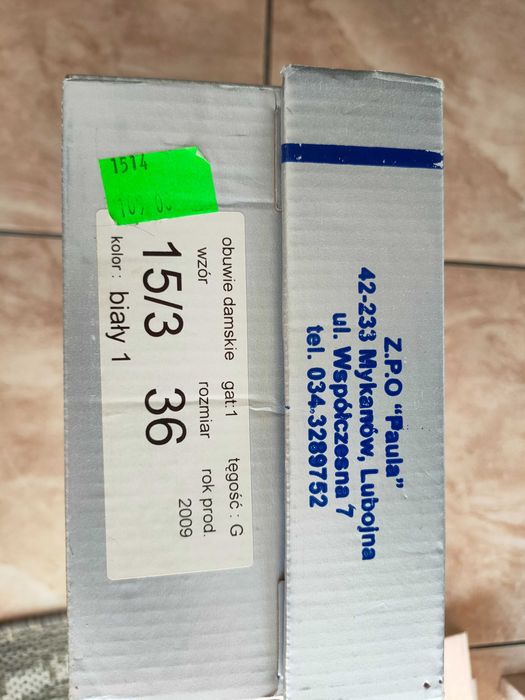 1514
obuwie damskie gat:1 tęgość : G
wzór rozmiar rok prod.
15/3 36 2009
kolor : biały 1
Z.P.O "Paula"
42-233 Mykanów, Lubojna
ul. Współczesna 7
tel. 034.3289752